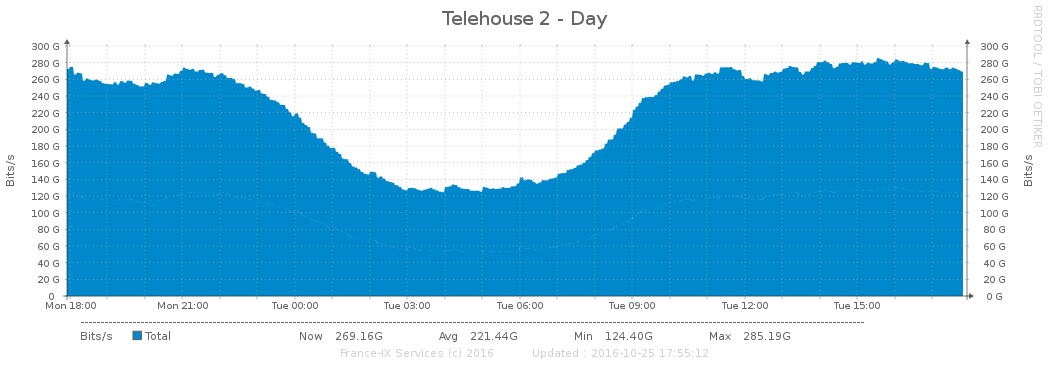 Telehouse 2 - Day
RRDTOOL / TOBI OETIKER
300 G 300 G
280 G 280 G
260 G 260 G
240 G 240 G
220 G 220 G
200 G 200 G
180 G 180 G
160 G 160 G
140 G 140 G
120 G 120 G
100 G 100 G
80 G 80 G
60 G 60 G
40 G 40 G
20 G 20 G
0 0 G
Bits/s
Bits/s
Mon 18:00 Mon 21:00 Tue 00:00 Tue 03:00 Tue 06:00 Tue 09:00 Tue 12:00 Tue 15:00
Bits/s Total Now 269.16G Avg 221.44G Min 124.40G Max 285.19G
France-IX Services (c) 2016 Updated : 2016-10-25 17:55:12